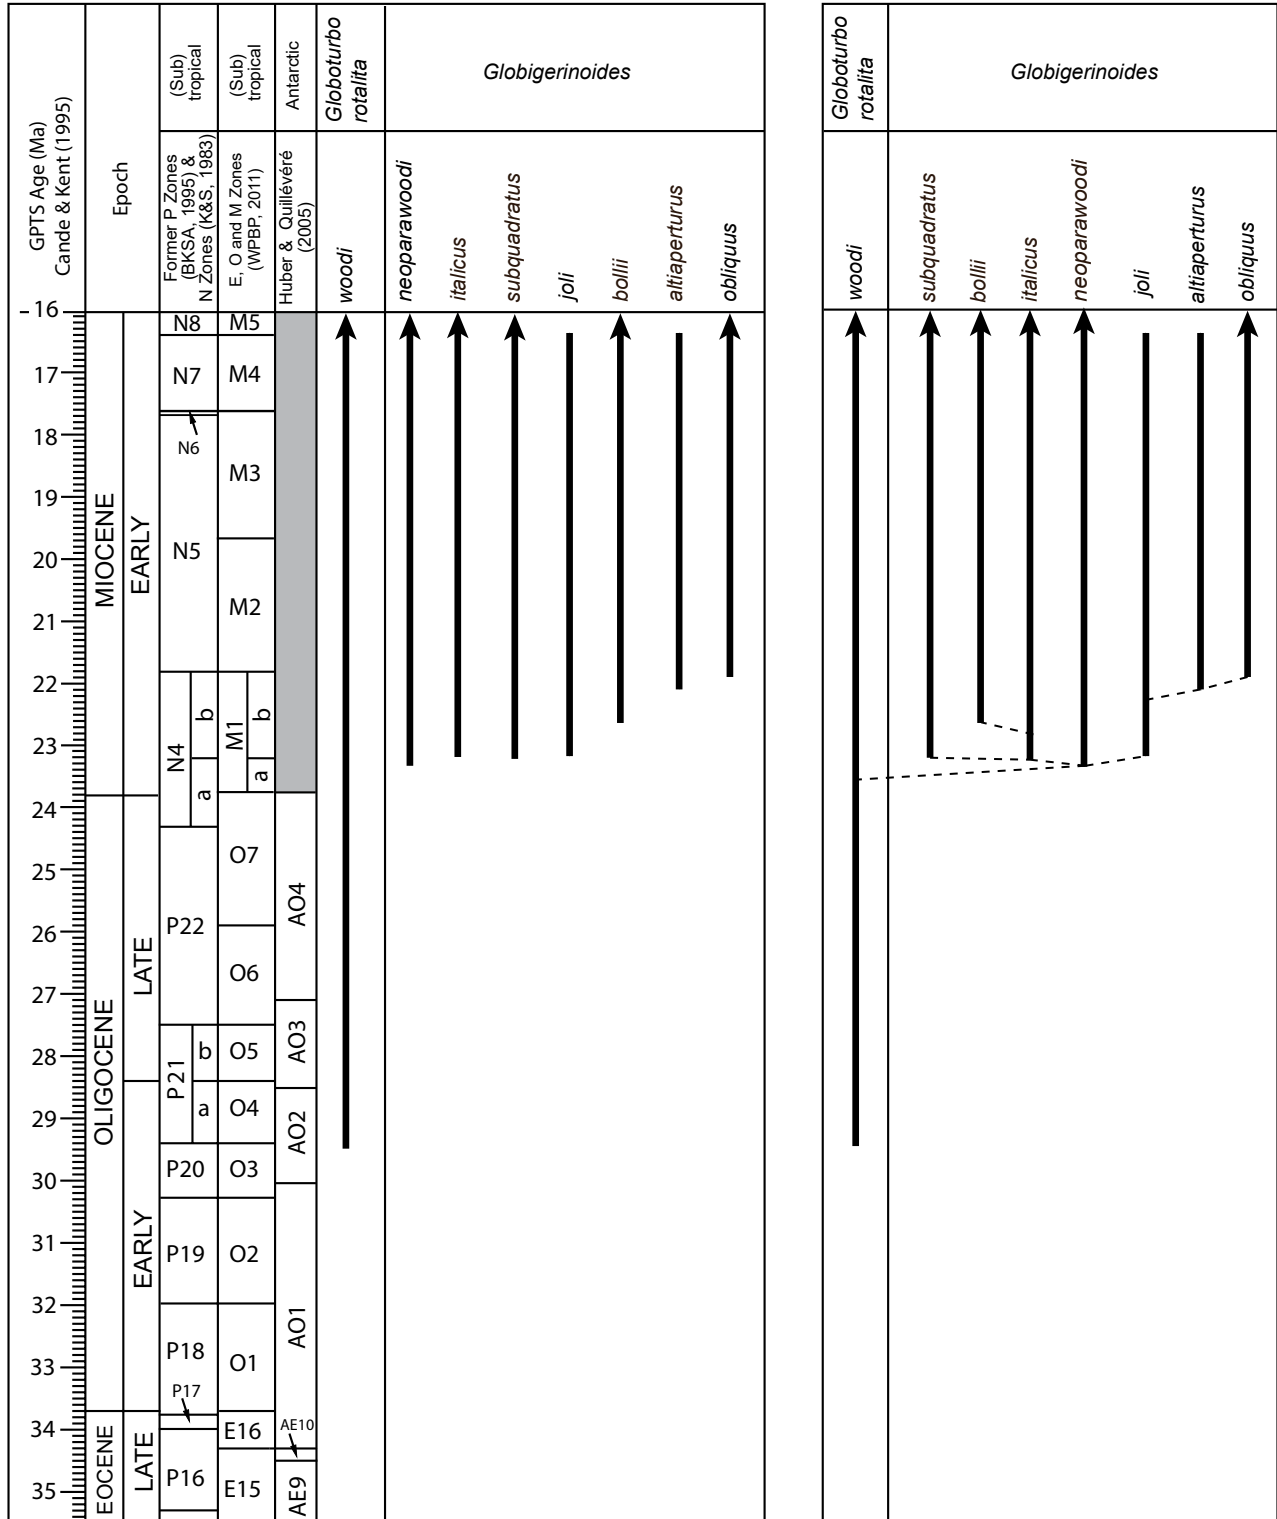 GPTS Age (Ma)
Cande & Kent (1995)
Epoch
(Sub)
tropical
Former P Zones
(BKSA, 1995) &
N Zones (K&S, 1983)
(Sub)
tropical
E, O and M Zones
(WPBP, 2011)
Antarctic
Huber & Quillévéré
(2005)
Globoturbo
rotalita
Globigerinoides
woodi
neoparawoodi
italicus
subquadratus
joli
bollii
altiaperturus
obliquus
Globoturbo
rotalita
Globigerinoides
woodi
subquadratus
bollii
italicus
neoparawoodi
joli
altiaperturus
obliquus
16
17
18
19
20
21
22
23
24
25
26
27
28
29
30
31
32
33
34
35
MIOCENE
EARLY
OLIGOCENE
LATE
EARLY
EOCENE
LATE
N8
N7
N6
N5
N4
b
a
P22
P21
b
a
P20
P19
P18
P17
P16
M5
M4
M3
M2
M1
b
a
O7
O6
O5
O4
O3
O2
O1
E16
E15
AO4
AO3
AO2
AO1
AE10
AE9